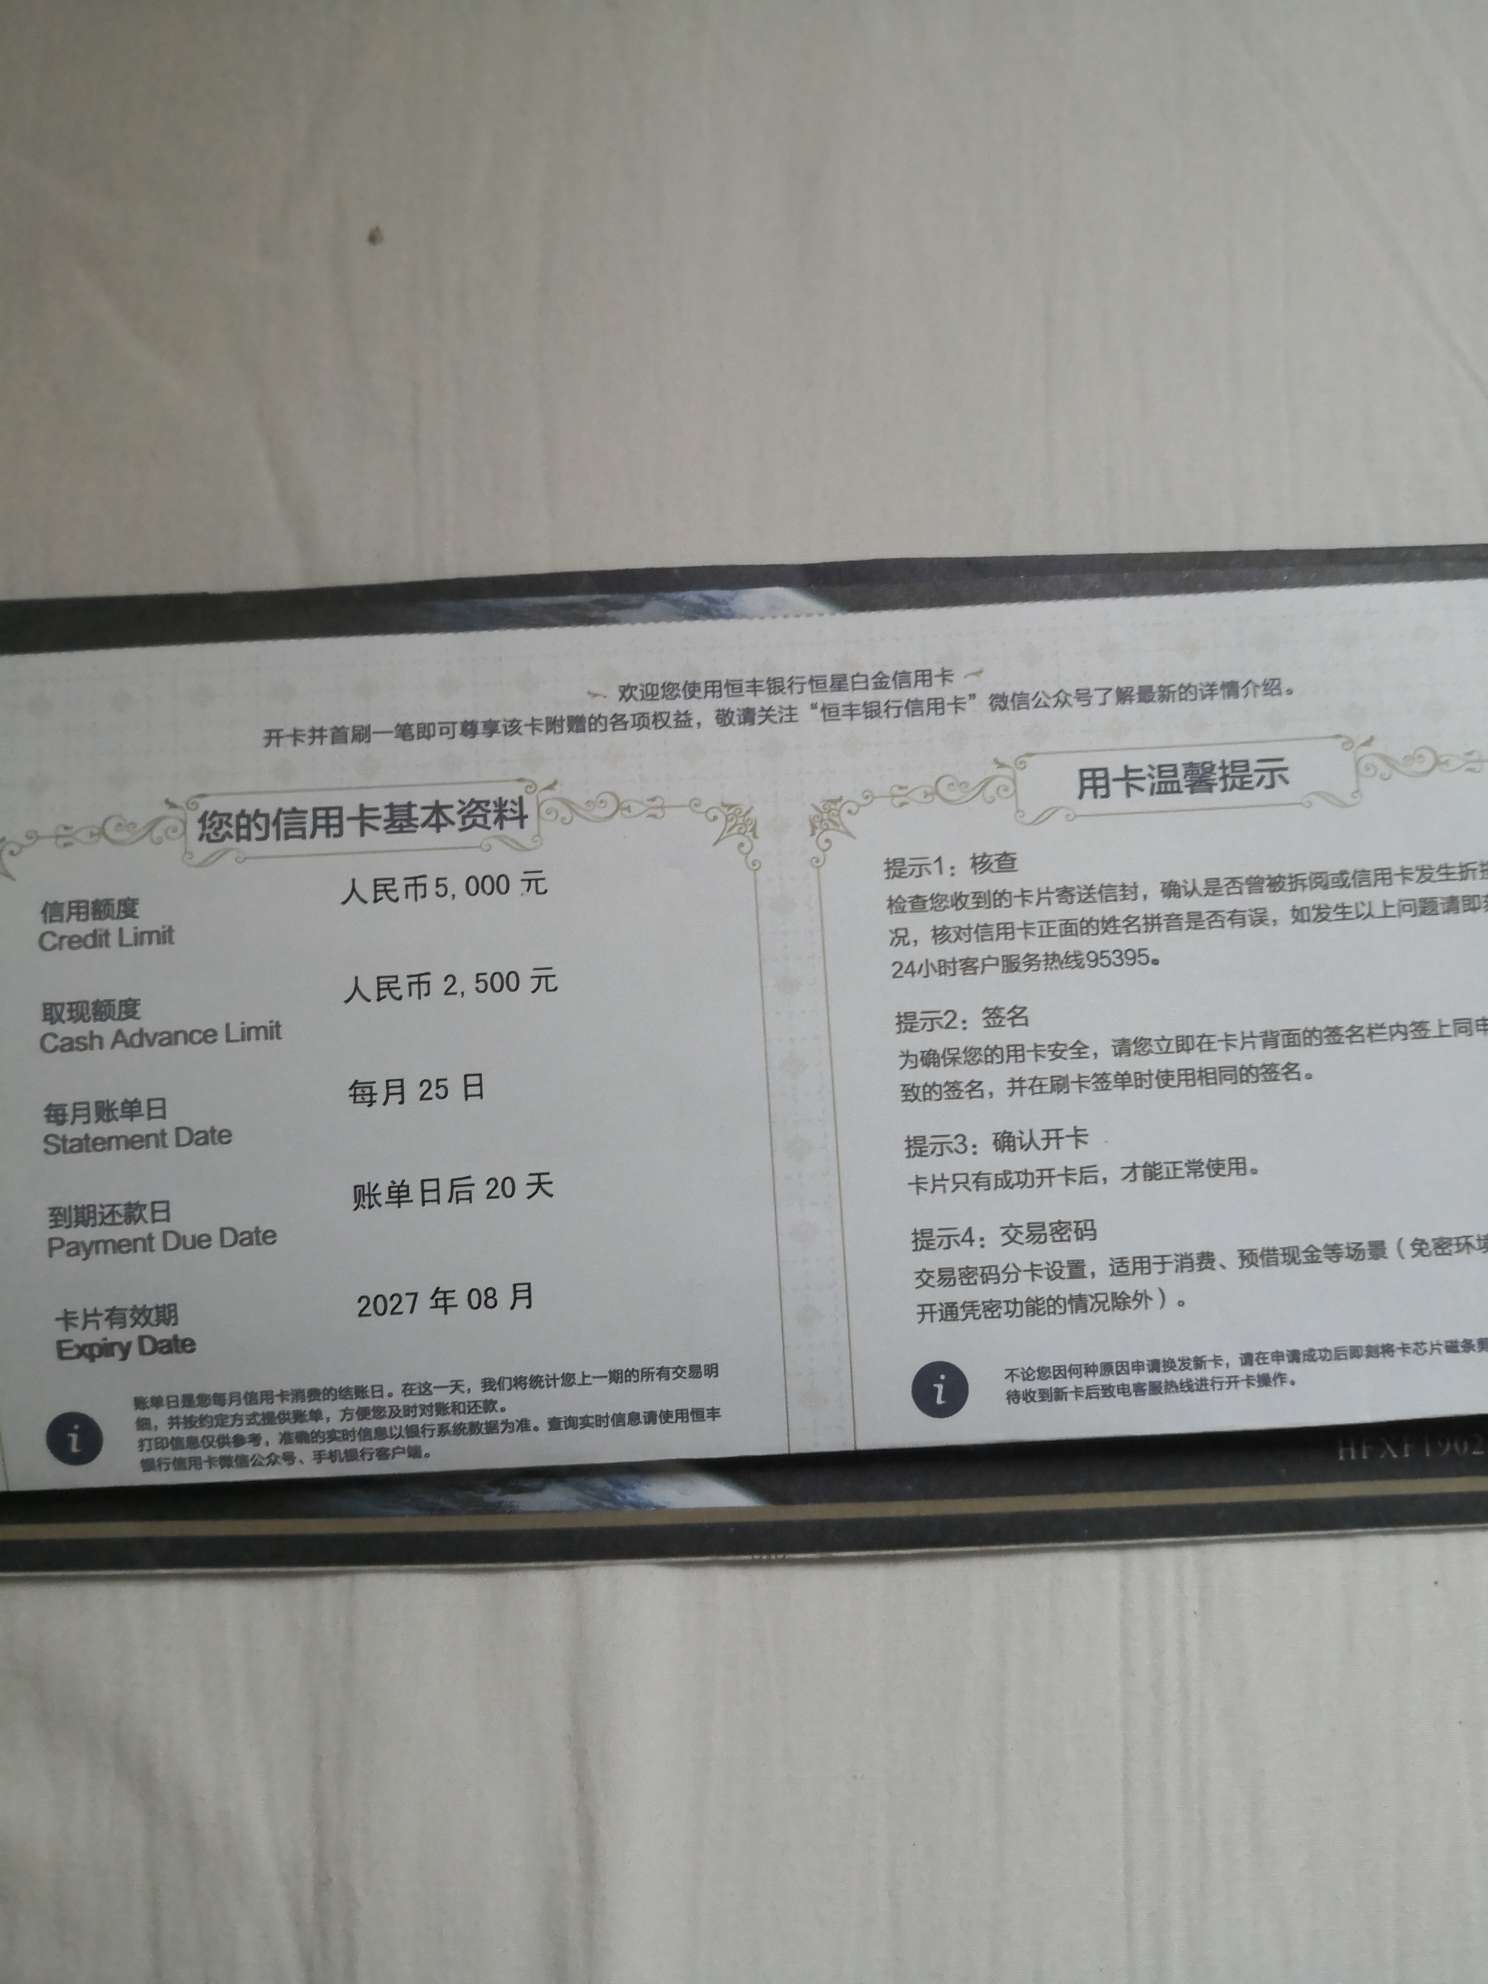 欢迎您使用恒丰银行恒星白金信用卡
开卡并首刷一笔即可尊享该卡附赠的各项权益，敬请关注“恒丰银行信用卡”微信公众号了解最新的详情介绍。
您的信用卡基本资料
信用额度 人民币5,000 元
Credit Limit
取现额度 人民币 2,500 元
Cash Advance Limit
每月账单日 每月 25 日
Statement Date
到期还款日 账单日后 20 天
Payment Due Date
卡片有效期 2027 年 08 月
Expiry Date
i
账单日是您每月信用卡消费的结账日。在这一天，我们将统计您上一期的所有交易明
细，并按约定方式提供账单，方便您及时对账和还款。
打印信息仅供参考，准确的实时信息以银行系统数据为准。查询实时信息请使用恒丰
银行信用卡微信公众号、手机银行客户端。
用卡温馨提示
提示1：核查
检查您收到的卡片寄送信封，确认是否曾被拆阅或信用卡发生折
况，核对信用卡正面的姓名拼音是否有误，如发生以上问题请即
24小时客户服务热线95395。
提示2：签名
为确保您的用卡安全，请您立即在卡片背面的签名栏内签上同申
致的签名，并在刷卡签单时使用相同的签名。
提示3：确认开卡
卡片只有成功开卡后，才能正常使用。
提示4：交易密码
交易密码分卡设置，适用于消费、预借现金等场景（免密环境
开通凭密功能的情况除外）。
i
不论您因何种原因申请换发新卡，请在申请成功后即刻将卡芯片磁条剪
待收到新卡后致电客服热线进行开卡操作。
HFXF1902